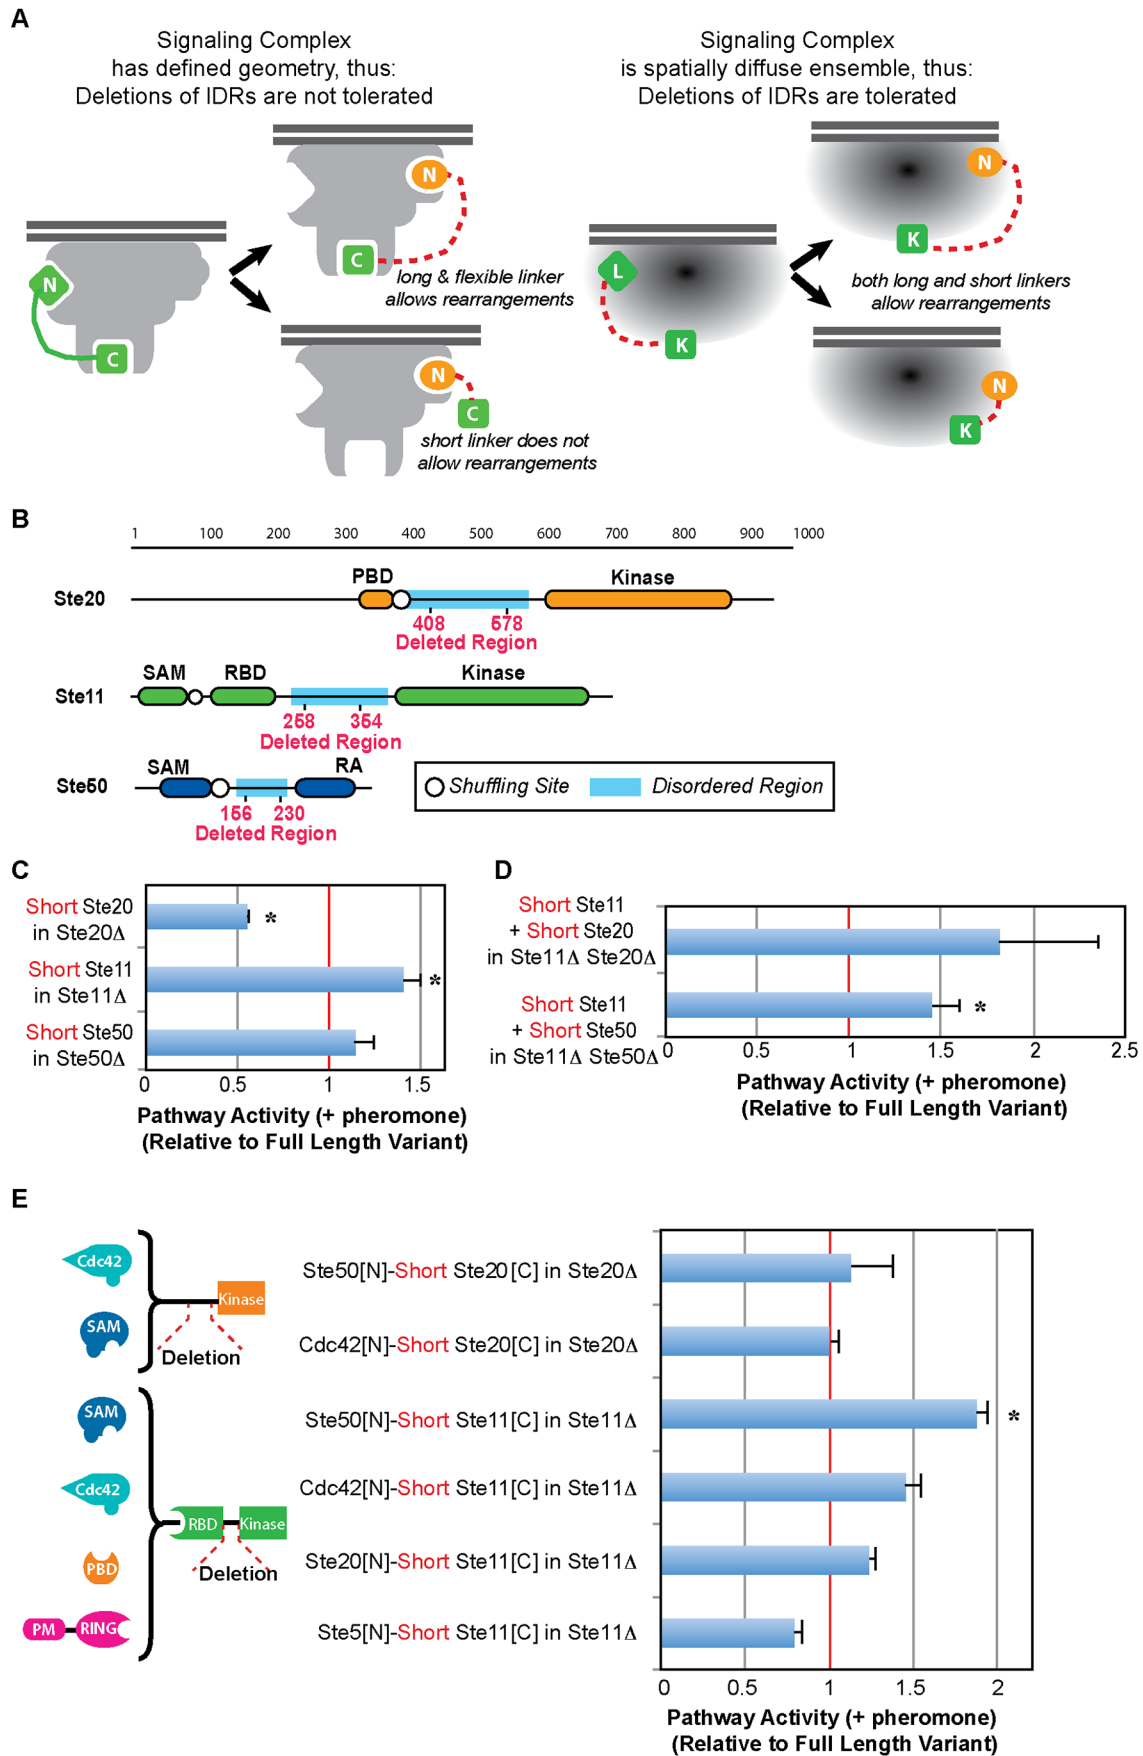 A
Signaling Complex
has defined geometry, thus:
Deletions of IDRs are not tolerated
Signaling Complex
is spatially diffuse ensemble, thus:
Deletions of IDRs are tolerated
N
C
N
C
long & flexible linker
allows rearrangements
N
C
short linker does not
allow rearrangements
L
K
N
K
both long and short linkers
allow rearrangements
N
K
B
1 100 200 300 400 500 600 700 800 900 1000
Ste20
PBD
Kinase
408 578
Deleted Region
Ste11
SAM RBD Kinase
258 354
Deleted Region
Ste50
SAM RA
156 230
Deleted Region
Shuffling Site Disordered Region
C
Short Ste20
in Ste20Δ
*
Short Ste11
in Ste11Δ
*
Short Ste50
in Ste50Δ
0 0.5 1 1.5
Pathway Activity (+ pheromone)
(Relative to Full Length Variant)
D
Short Ste11
+ Short Ste20
in Ste11Δ Ste20Δ
Short Ste11
+ Short Ste50
in Ste11Δ Ste50Δ
*
0 0.5 1 1.5 2 2.5
Pathway Activity (+ pheromone)
(Relative to Full Length Variant)
E
Cdc42
SAM
Kinase
Deletion
SAM
Cdc42
PBD
PM RING
RBD Kinase
Deletion
Ste50[N]-Short Ste20[C] in Ste20Δ
Cdc42[N]-Short Ste20[C] in Ste20Δ
Ste50[N]-Short Ste11[C] in Ste11Δ
*
Cdc42[N]-Short Ste11[C] in Ste11Δ
Ste20[N]-Short Ste11[C] in Ste11Δ
Ste5[N]-Short Ste11[C] in Ste11Δ
0 0.5 1 1.5 2
Pathway Activity (+ pheromone)
(Relative to Full Length Variant)